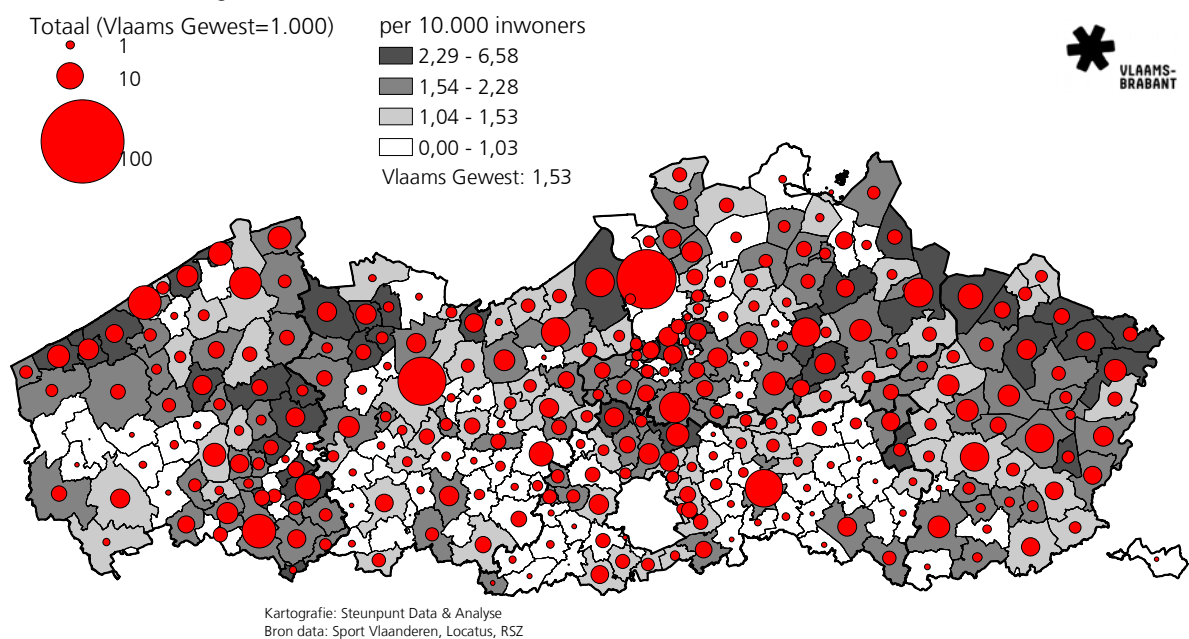 Totaal (Vlaams Gewest=1.000)
1
10
100
per 10.000 inwoners
2,29 - 6,58
1,54 - 2,28
1,04 - 1,53
0,00 - 1,03
Vlaams Gewest: 1,53
VLAAMS-
BRABANT
Kartografie: Steunpunt Data & Analyse
Bron data: Sport Vlaanderen, Locatus, RSZ